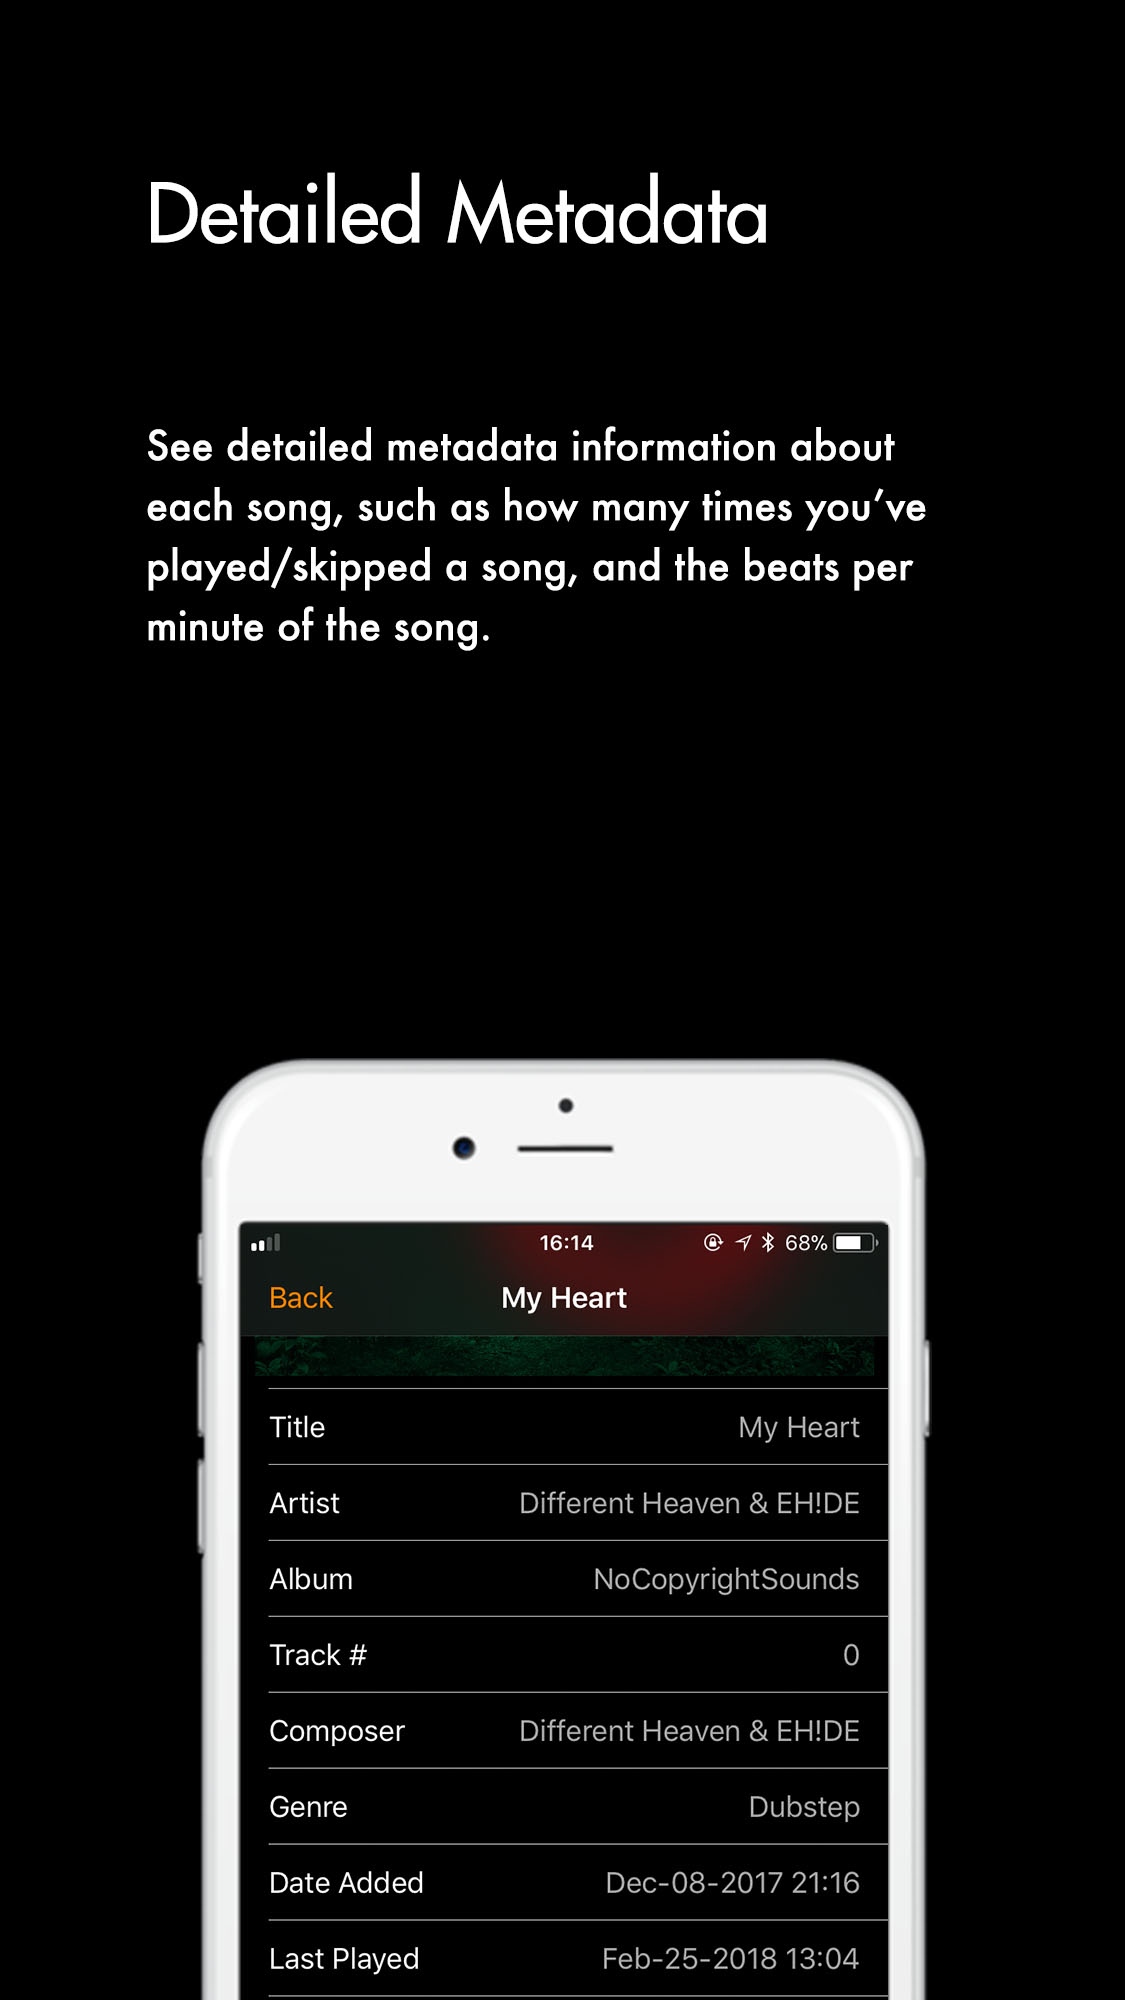 Detailed Metadata
See detailed metadata information about
each song, such as how many times you’ve
played/skipped a song, and the beats per
minute of the song.
16:14 68%
Back My Heart
Title My Heart
Artist Different Heaven & EH!DE
Album NoCopyrightSounds
Track # 0
Composer Different Heaven & EH!DE
Genre Dubstep
Date Added Dec-08-2017 21:16
Last Played Feb-25-2018 13:04